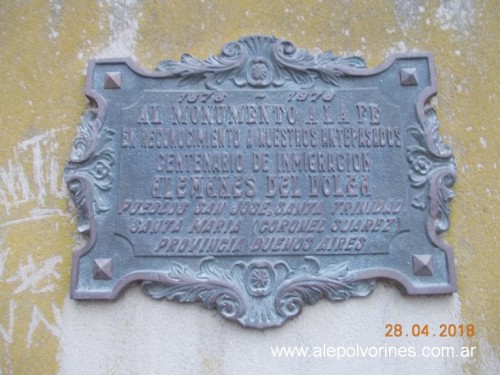 1878 - 1978
AL MONUMENTO A LA FE
EN RECONOCIMIENTO A NUESTROS ANTEPASADOS
CENTENARIO DE INMIGRACION
ALEMANES DEL VOLGA
PUEBLOS SAN JOSE, SANTA TRINIDAD
SANTA MARIA (CORONEL SUAREZ)
PROVINCIA BUENOS AIRES
28.04.2018
www.alepolvorines.com.ar